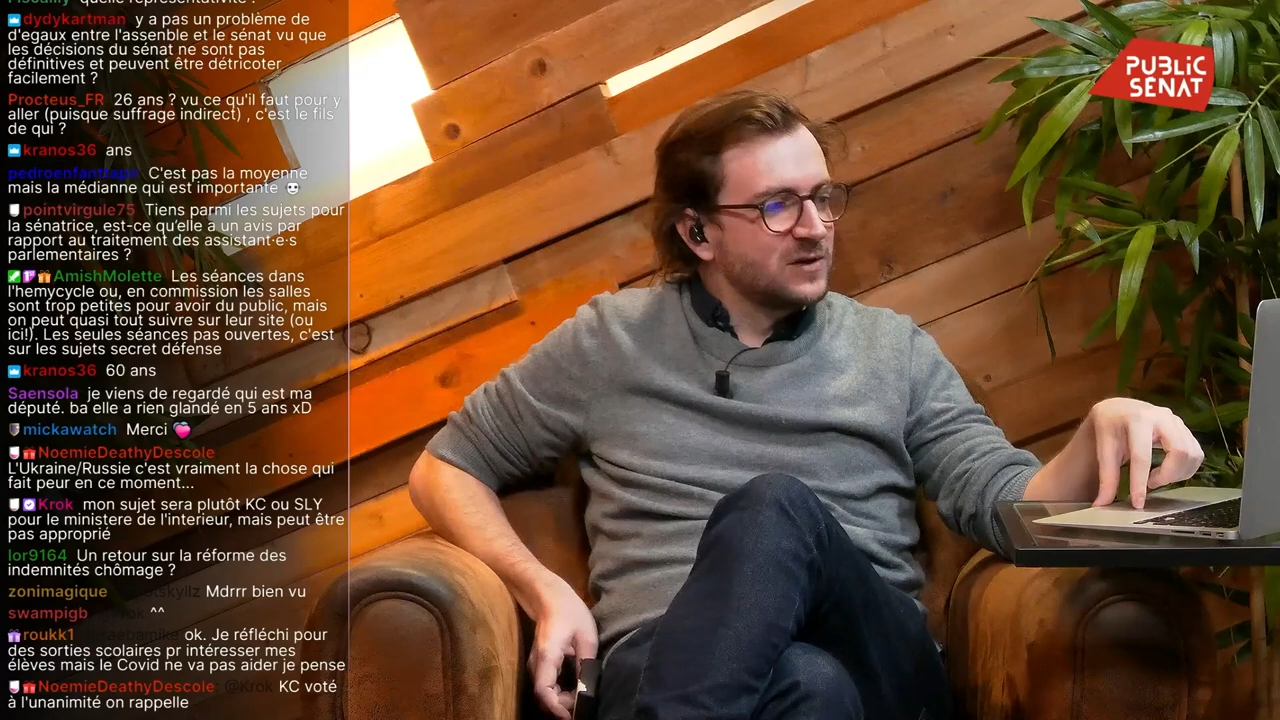 quelle représentativité ?
dydykartman y a pas un problème de
d'egaux entre l'assenble et le sénat vu que
les décisions du sénat ne sont pas
définitives et peuvent être détricoter
facilement ?
Procteus_FR 26 ans ? vu ce qu'il faut pour y
aller (puisque suffrage indirect) , c'est le fils
de qui ?
kranos36 ans
C'est pas la moyenne
mais la médianne qui est importante
pointvirgule75 Tiens parmi les sujets pour
la sénatrice, est-ce qu'elle a un avis par
rapport au traitement des assistant·e·s
parlementaires ?
AmishMolette Les séances dans
l'hemycycle ou, en commission les salles
sont trop petites pour avoir du public, mais
on peut quasi tout suivre sur leur site (ou
ici!). Les seules séances pas ouvertes, c'est
sur les sujets secret défense
kranos36 60 ans
Saensola je viens de regardé qui est ma
député. ba elle a rien glandé en 5 ans xD
mickawatch Merci
NoemieDeathyDescole
L'Ukraine/Russie c'est vraiment la chose qui
fait peur en ce moment...
Krok mon sujet sera plutôt KC ou SLY
pour le ministere de l'interieur, mais peut être
pas approprié
lor9164 Un retour sur la réforme des
indemnités chômage ?
zonimagique Mdrrr bien vu
swampigb ^^
roukk1 ok. Je réfléchi pour
des sorties scolaires pr intéresser mes
élèves mais le Covid ne va pas aider je pense
NoemieDeathyDescole @Krok KC voté
à l'unanimité on rappelle
PUBLIC
SÉNAT